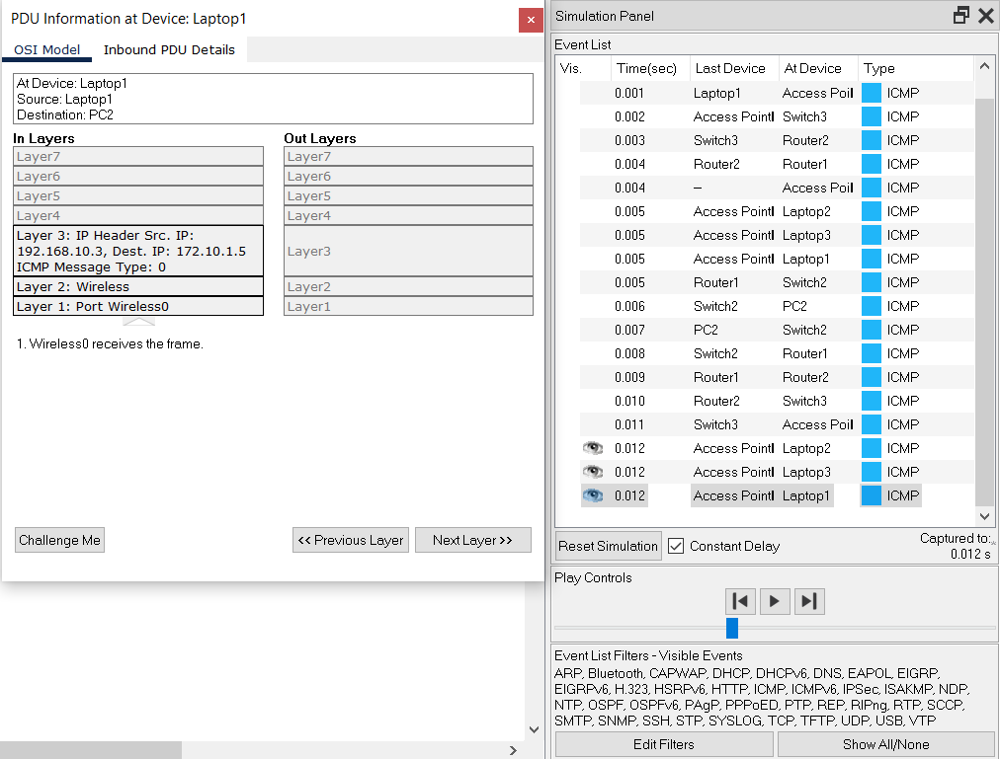 PDU Information at Device: Laptop1
OSI Model Inbound PDU Details
At Device: Laptop1
Source: Laptop1
Destination: PC2
In Layers Out Layers
Layer7 Layer7
Layer6 Layer6
Layer5 Layer5
Layer4 Layer4
Layer 3: IP Header Src. IP:
192.168.10.3, Dest. IP: 172.10.1.5
ICMP Message Type: 0
Layer3
Layer 2: Wireless Layer2
Layer 1: Port Wireless0 Layer1
1. Wireless0 receives the frame.
Challenge Me << Previous Layer Next Layer >>
Simulation Panel
Event List
Vis. Time(sec) Last Device At Device Type
0.001 Laptop1 Access Poi ICMP
0.002 Access Point Switch3 ICMP
0.003 Switch3 Router2 ICMP
0.004 Router2 Router1 ICMP
0.004 -- Access Poi ICMP
0.005 Access Point Laptop2 ICMP
0.005 Access Point Laptop3 ICMP
0.005 Access Point Laptop1 ICMP
0.005 Router1 Switch2 ICMP
0.006 Switch2 PC2 ICMP
0.007 PC2 Switch2 ICMP
0.008 Switch2 Router1 ICMP
0.009 Router1 Router2 ICMP
0.010 Router2 Switch3 ICMP
0.011 Switch3 Access Poi ICMP
0.012 Access Point Laptop2 ICMP
0.012 Access Point Laptop3 ICMP
0.012 Access Point Laptop1 ICMP
Reset Simulation Constant Delay
Captured to:
0.012 s
Play Controls
Event List Filters - Visible Events
ARP, Bluetooth, CAPWAP, DHCP, DHCPv6, DNS, EAPOL, EIGRP,
EIGRPv6, H.323, HSRPv6, HTTP, ICMP, ICMPv6, IPSec, ISAKMP, NDP,
NTP, OSPF, OSPFv6, PAgP, PPPoED, PTP, REP, RIPng, RTP, SCCP,
SMTP, SNMP, SSH, STP, SYSLOG, TCP, TFTP, UDP, USB, VTP
Edit Filters Show All/None